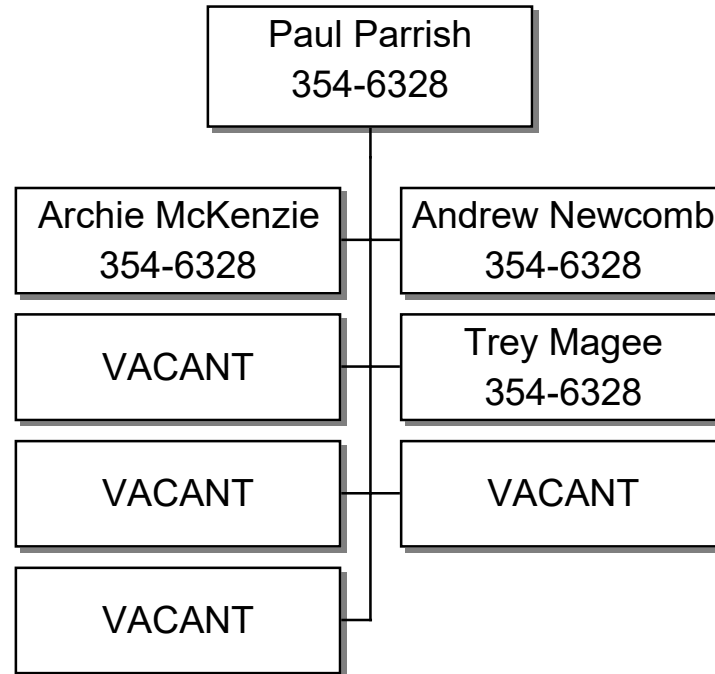 Paul Parrish
354-6328
Archie McKenzie
354-6328
Andrew Newcomb
354-6328
VACANT
Trey Magee
354-6328
VACANT
VACANT
VACANT